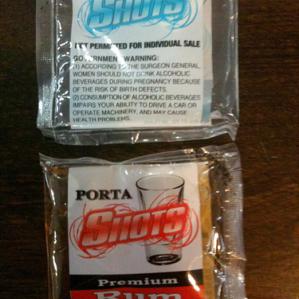 SHOTS
NOT PERMITTED FOR INDIVIDUAL SALE
GOVERNMENT WARNING:
(1) ACCORDING TO THE SURGEON GENERAL,
WOMEN SHOULD NOT DRINK ALCOHOLIC
BEVERAGES DURING PREGNANCY BECAUSE
OF THE RISK OF BIRTH DEFECTS.
(2) CONSUMPTION OF ALCOHOLIC BEVERAGES
IMPAIRS YOUR ABILITY TO DRIVE A CAR OR
OPERATE MACHINERY, AND MAY CAUSE
HEALTH PROBLEMS.
PORTA
SHOTS
Premium
Rum